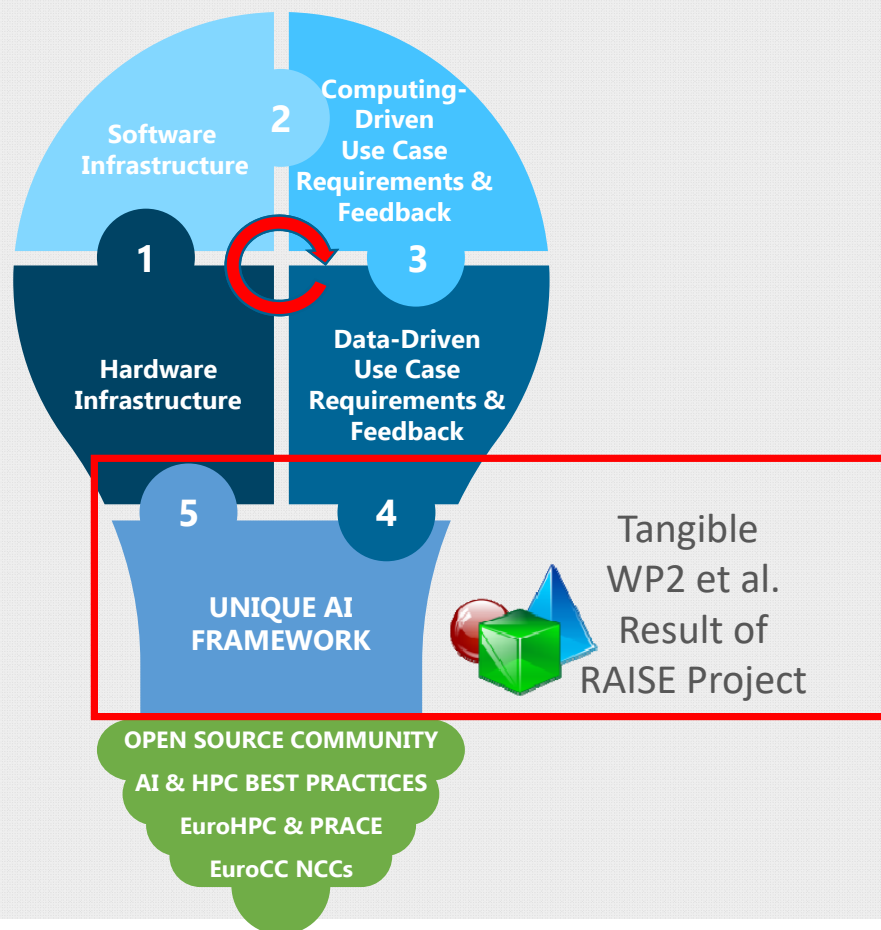 Software
Infrastructure
2
Computing-
Driven
Use Case
Requirements &
Feedback
1
3
Hardware
Infrastructure
Data-Driven
Use Case
Requirements &
Feedback
5
4
UNIQUE AI
FRAMEWORK
Tangible
WP2 et al.
Result of
RAISE Project
OPEN SOURCE COMMUNITY
AI & HPC BEST PRACTICES
EuroHPC & PRACE
EuroCC NCCs